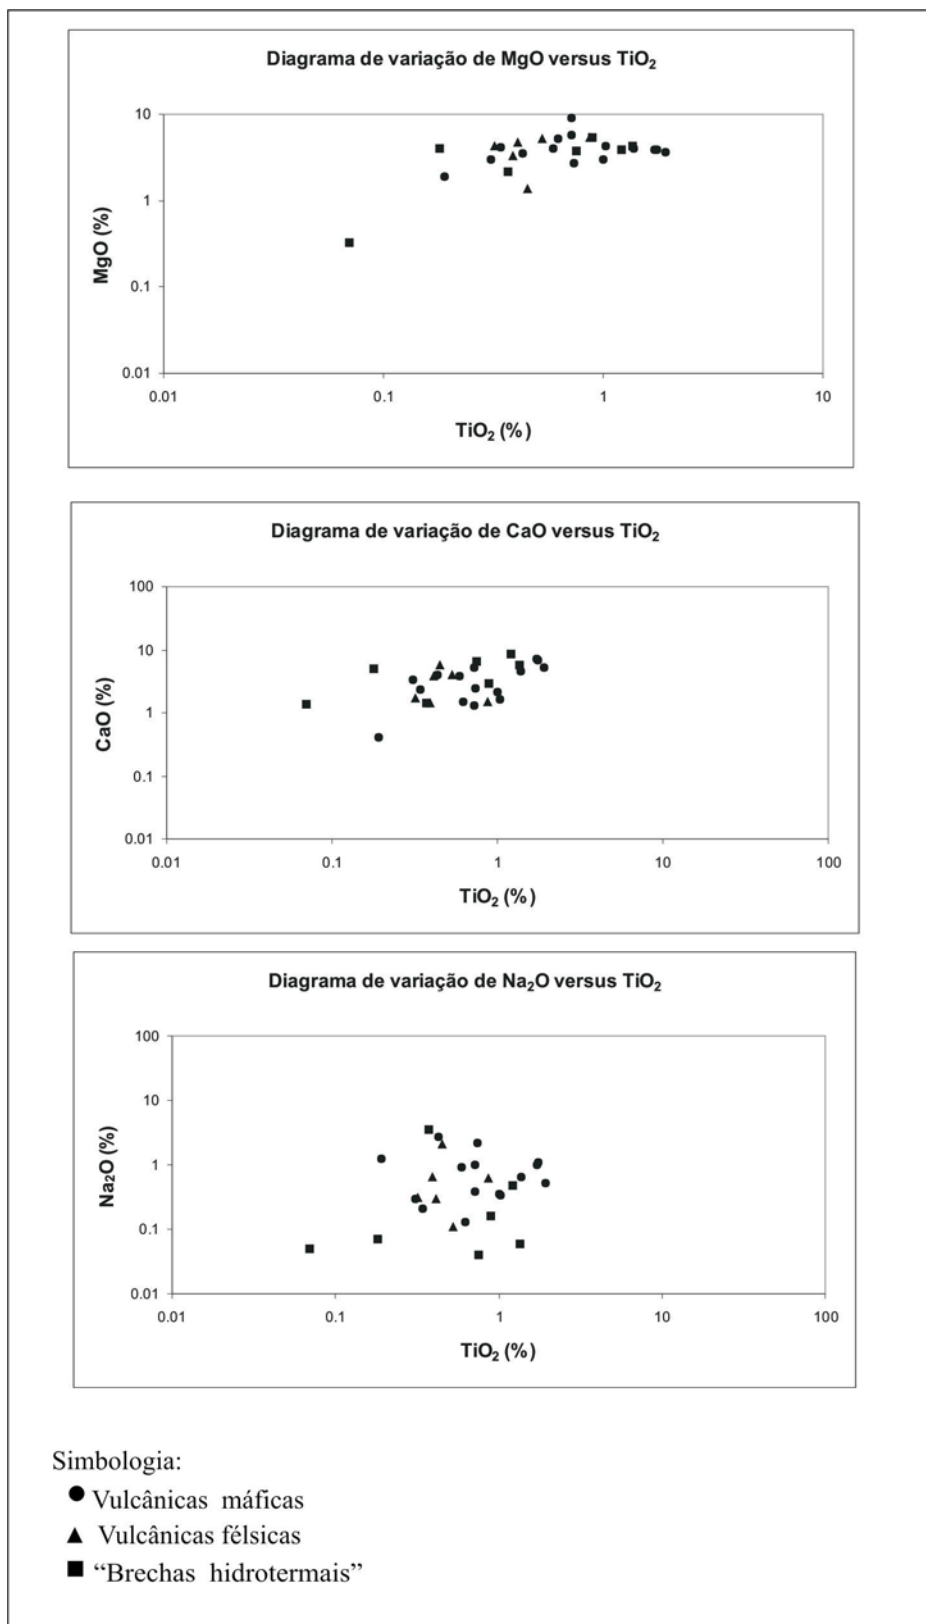 Diagrama de variação de MgO versus TiO₂
10
1
0.1
0.01
MgO (%)
0.01 0.1 1 10
TiO₂ (%)
Diagrama de variação de CaO versus TiO₂
100
10
1
0.1
0.01
CaO (%)
0.01 0.1 1 10 100
TiO₂ (%)
Diagrama de variação de Na₂O versus TiO₂
100
10
1
0.1
0.01
Na₂O (%)
0.01 0.1 1 10 100
TiO₂ (%)
Simbologia:
Vulcânicas máficas
Vulcânicas félsicas
“Brechas hidrotermais”